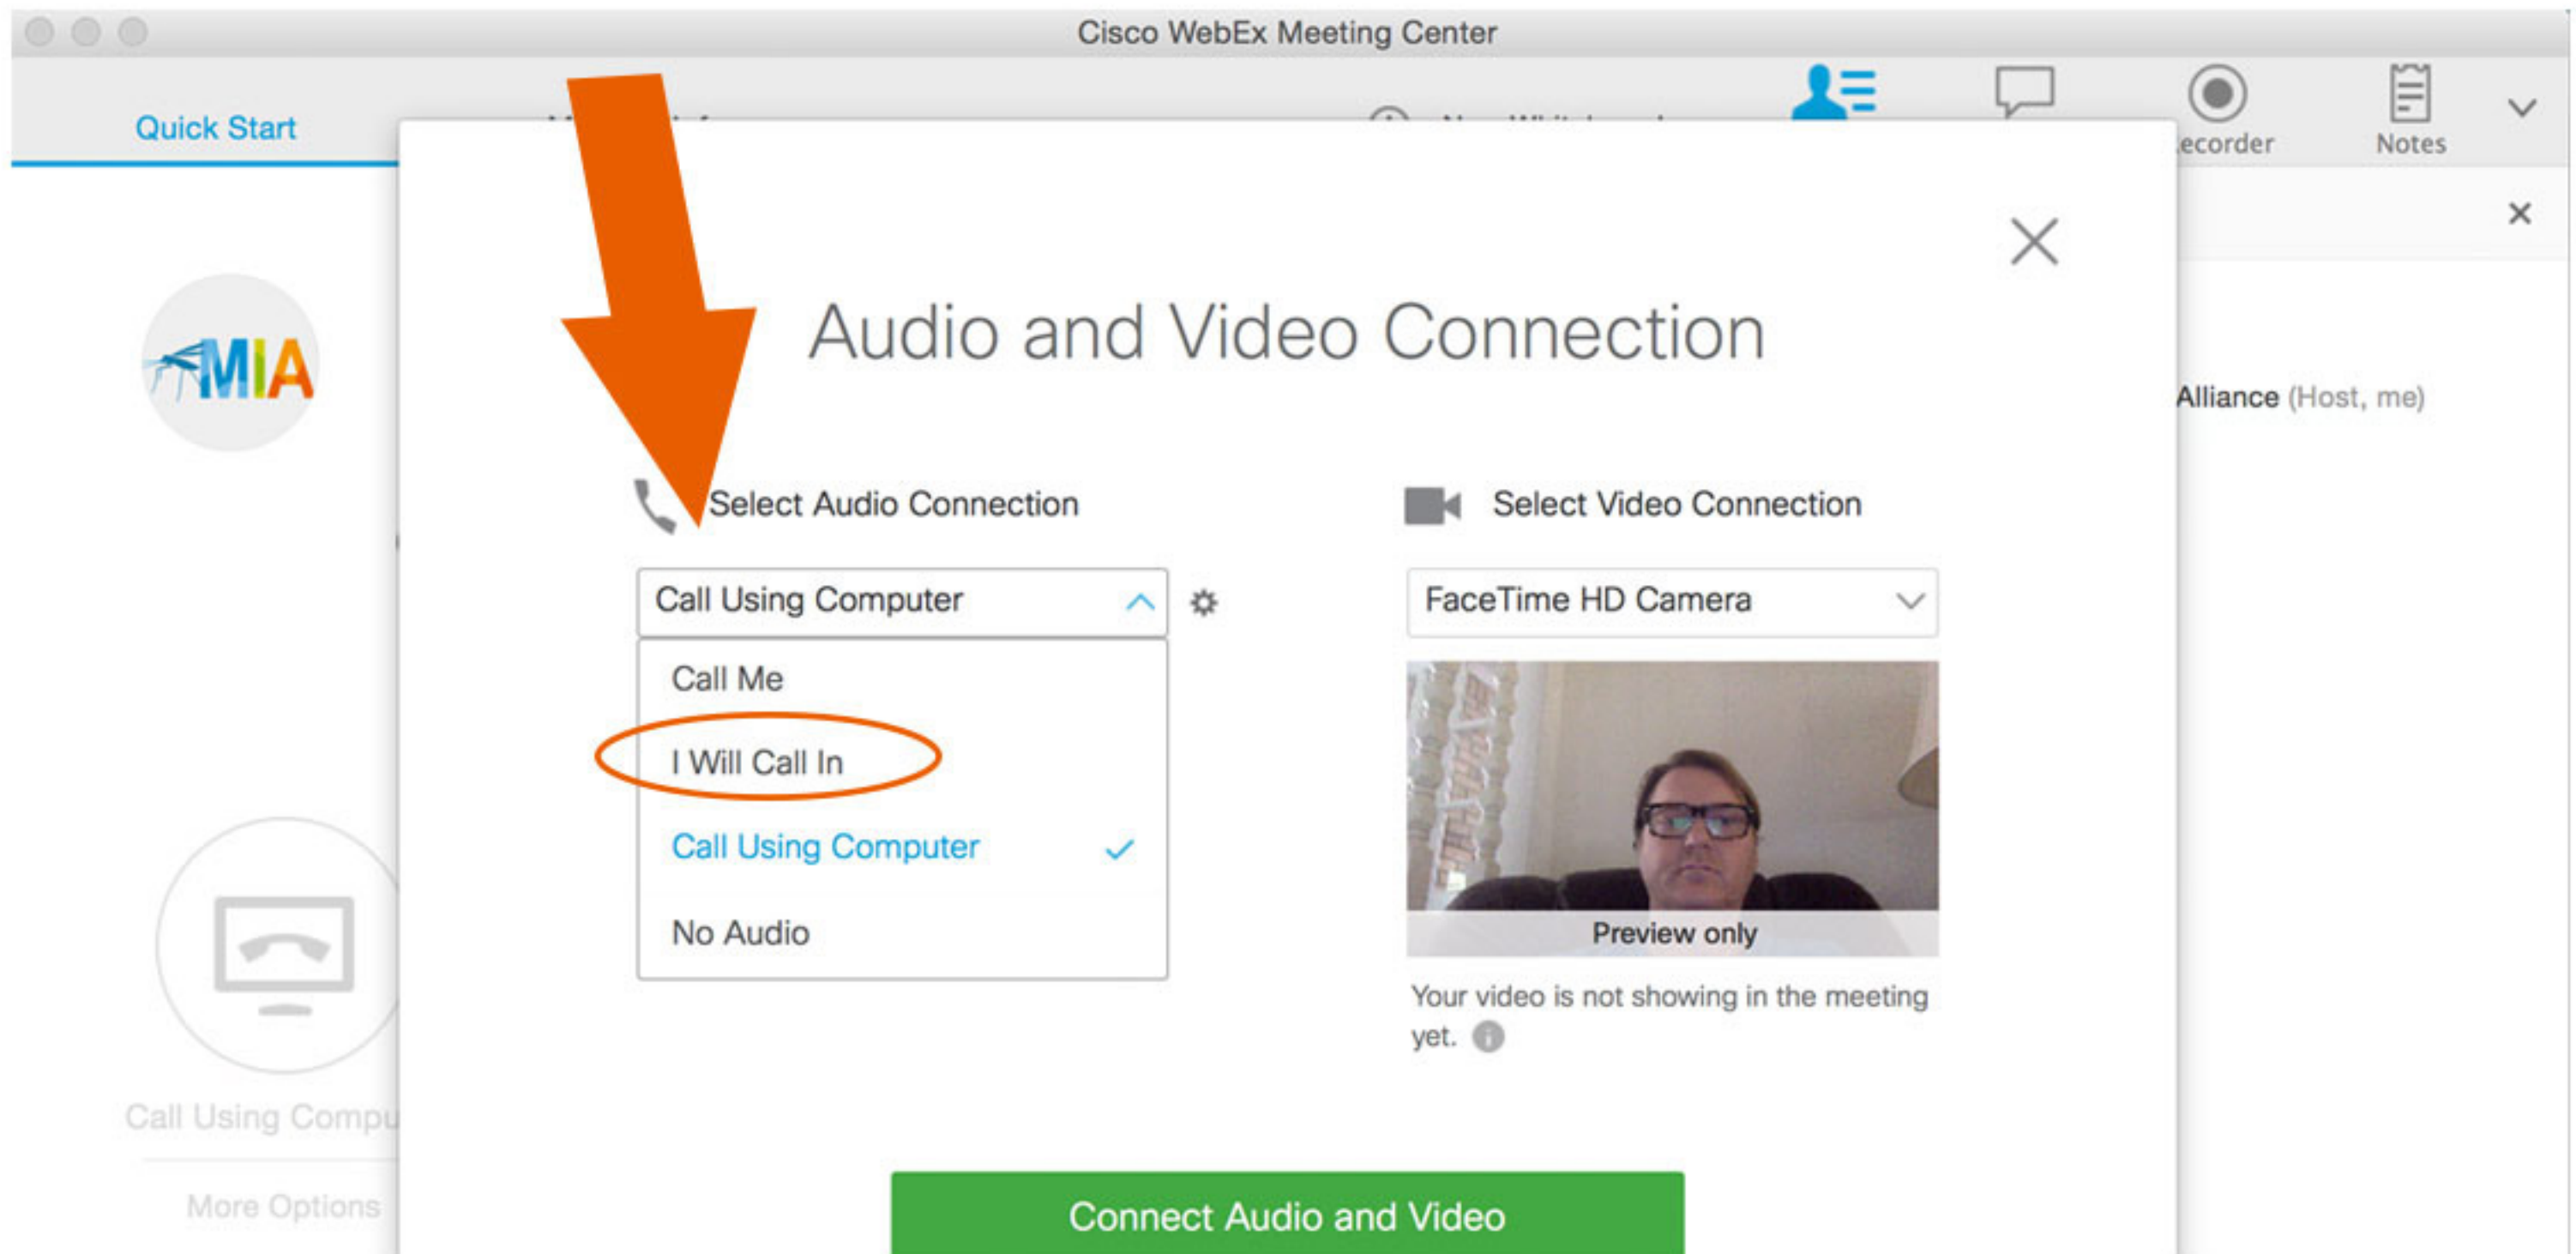 Cisco WebEx Meeting Center
Quick Start
ecorder
Notes
MIA
Audio and Video Connection
Alliance (Host, me)
Select Audio Connection
Select Video Connection
Call Using Computer
FaceTime HD Camera
Call Me
I Will Call In
Call Using Computer
No Audio
Preview only
Your video is not showing in the meeting
yet.
Call Using Compu
More Options
Connect Audio and Video